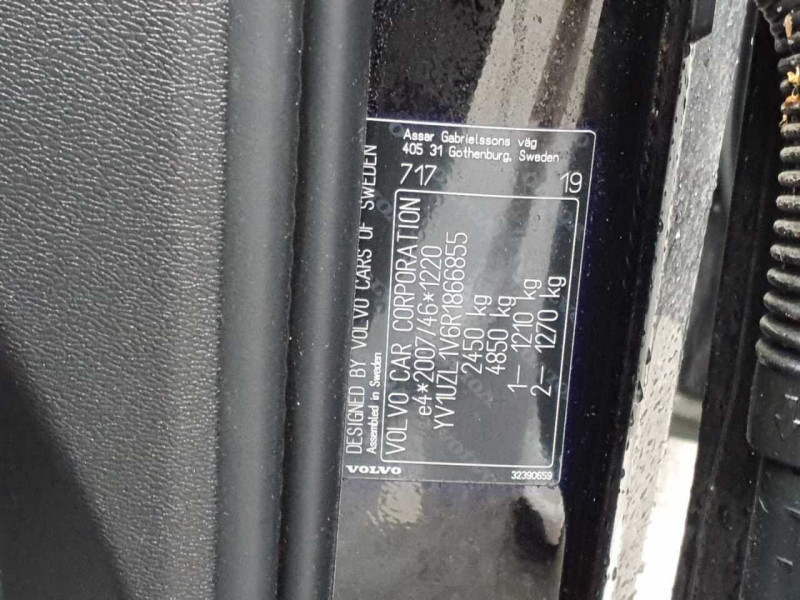 Assar Gabrielssons väg
405 31 Gothenburg, Sweden
717
19
DESIGNED BY VOLVO CARS OF SWEDEN
Assembled in Sweden
VOLVO CAR CORPORATION
e4*2007/46*1220
YV1UZL1V6R1866855
2450 kg
4850 kg
1– 1210 kg
2– 1270 kg
VOLVO
32390659